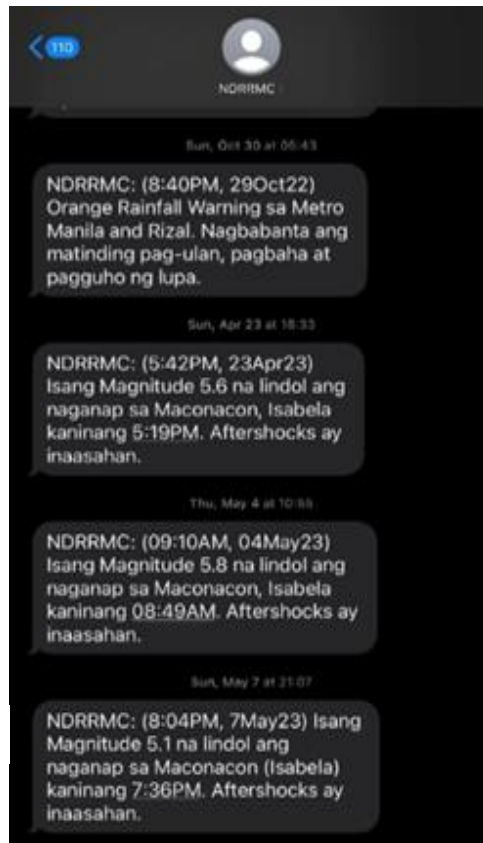 110
NDRRMC
Sun, Oct 30 at 06:43
NDRRMC: (8:40PM, 29Oct22)
Orange Rainfall Warning sa Metro
Manila and Rizal. Nagbabanta ang
matinding pag-ulan, pagbaha at
pagguho ng lupa.
Sun, Apr 23 at 18:33
NDRRMC: (5:42PM, 23Apr23)
Isang Magnitude 5.6 na lindol ang
naganap sa Maconacon, Isabela
kaninang 5:19PM. Aftershocks ay
inaasahan.
Thu, May 4 at
NDRRMC: (09:10AM, 04May23)
Isang Magnitude 5.8 na lindol ang
naganap sa Maconacon, Isabela
kaninang 08:49AM. Aftershocks ay
inaasahan.
Sun, May 7 at 21:07
NDRRMC: (8:04PM, 7May23) Isang
Magnitude 5.1 na lindol ang
naganap sa Maconacon (Isabela)
kaninang 7:36PM. Aftershocks ay
inaasahan.